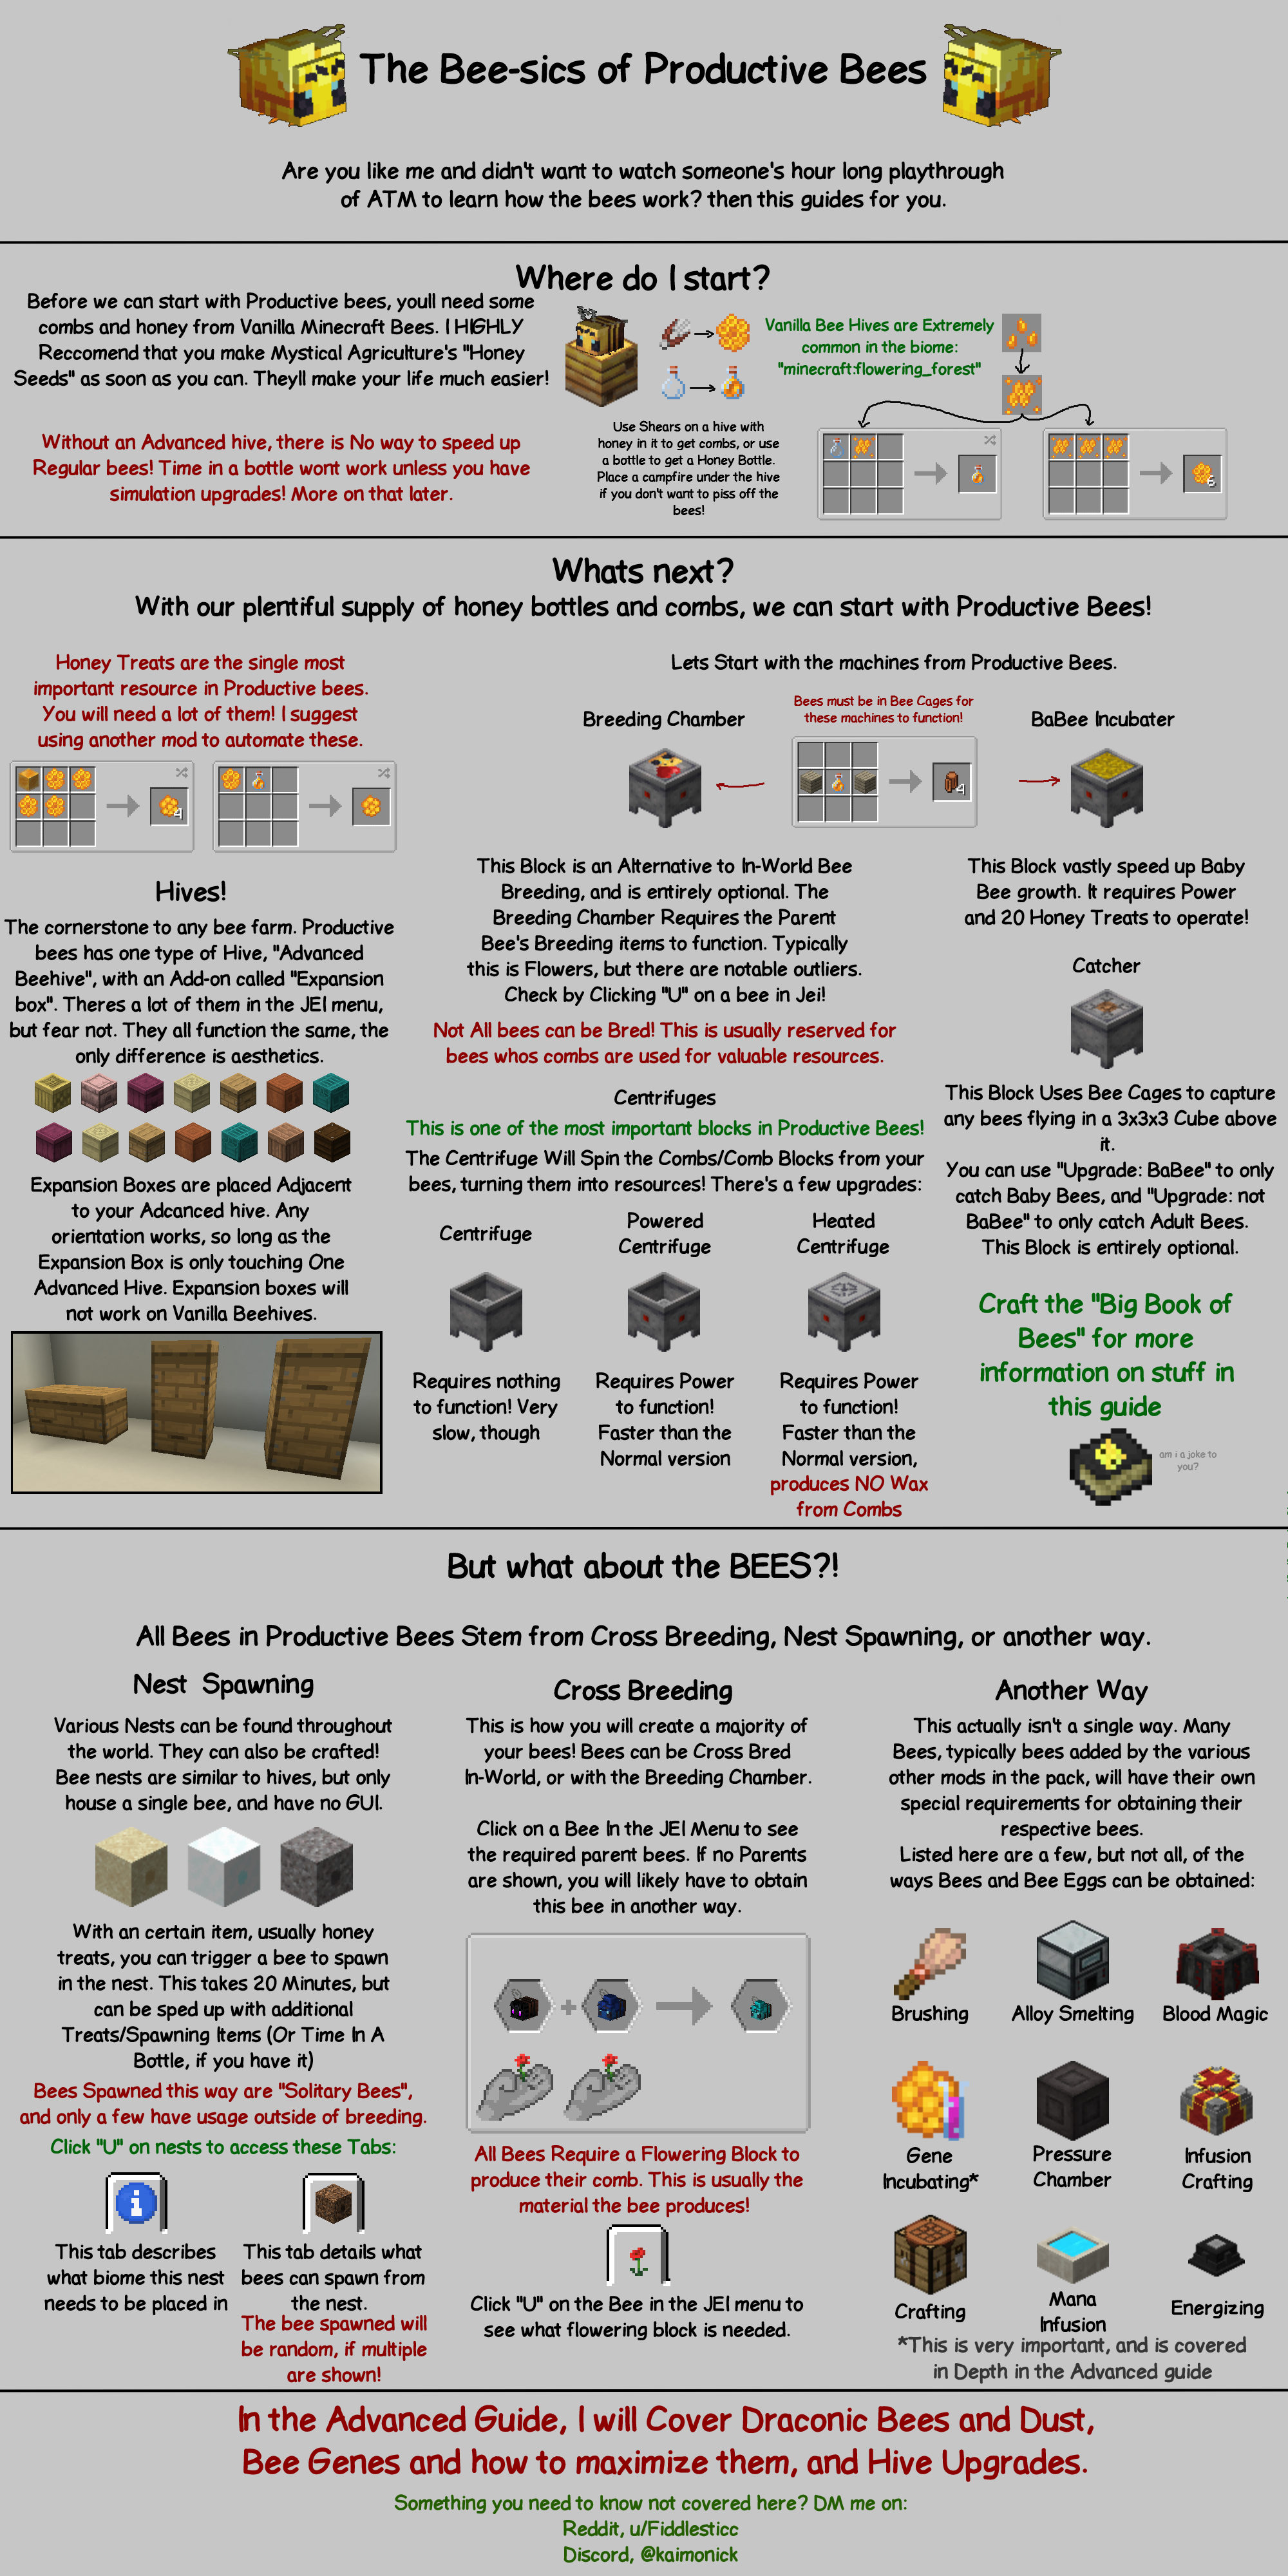 The Bee-sics of Productive Bees
Are you like me and didn't want to watch someone's hour long playthrough
of ATM to learn how the bees work? then this guides for you.
Where do I start?
Before we can start with Productive bees, youll need some
combs and honey from Vanilla Minecraft Bees. I HIGHLY
Reccomend that you make Mystical Agriculture's "Honey
Seeds" as soon as you can. Theyll make your life much easier!
Without an Advanced hive, there is No way to speed up
Regular bees! Time in a bottle wont work unless you have
simulation upgrades! More on that later.
Use Shears on a hive with
honey in it to get combs, or use
a bottle to get a Honey Bottle.
Place a campfire under the hive
if you don't want to piss off the
bees!
Vanilla Bee Hives are Extremely
common in the biome:
"minecraft:flowering_forest"
6
Whats next?
With our plentiful supply of honey bottles and combs, we can start with Productive Bees!
Honey Treats are the single most
important resource in Productive bees.
You will need a lot of them! I suggest
using another mod to automate these.
4
Hives!
The cornerstone to any bee farm. Productive
bees has one type of Hive, "Advanced
Beehive", with an Add-on called "Expansion
box". Theres a lot of them in the JEI menu,
but fear not. They all function the same, the
only difference is aesthetics.
Expansion Boxes are placed Adjacent
to your Adcanced hive. Any
orientation works, so long as the
Expansion Box is only touching One
Advanced Hive. Expansion boxes will
not work on Vanilla Beehives.
Lets Start with the machines from Productive Bees.
Breeding Chamber
Bees must be in Bee Cages for
these machines to function!
4
BaBee Incubater
This Block is an Alternative to In-World Bee
Breeding, and is entirely optional. The
Breeding Chamber Requires the Parent
Bee's Breeding items to function. Typically
this is Flowers, but there are notable outliers.
Check by Clicking "U" on a bee in Jei!
Not All bees can be Bred! This is usually reserved for
bees whos combs are used for valuable resources.
This Block vastly speed up Baby
Bee growth. It requires Power
and 20 Honey Treats to operate!
Catcher
This Block Uses Bee Cages to capture
any bees flying in a 3x3x3 Cube above
it.
You can use "Upgrade: BaBee" to only
catch Baby Bees, and "Upgrade: not
BaBee" to only catch Adult Bees.
This Block is entirely optional.
Centrifuges
This is one of the most important blocks in Productive Bees!
The Centrifuge Will Spin the Combs/Comb Blocks from your
bees, turning them into resources! There's a few upgrades:
Centrifuge
Requires nothing
to function! Very
slow, though
Powered
Centrifuge
Requires Power
to function!
Faster than the
Normal version
Heated
Centrifuge
Requires Power
to function!
Faster than the
Normal version,
produces NO Wax
from Combs
Craft the "Big Book of
Bees" for more
information on stuff in
this guide
am i a joke to
you?
But what about the BEES?!
All Bees in Productive Bees Stem from Cross Breeding, Nest Spawning, or another way.
Nest Spawning
Various Nests can be found throughout
the world. They can also be crafted!
Bee nests are similar to hives, but only
house a single bee, and have no GUI.
With an certain item, usually honey
treats, you can trigger a bee to spawn
in the nest. This takes 20 Minutes, but
can be sped up with additional
Treats/Spawning Items (Or Time In A
Bottle, if you have it)
Bees Spawned this way are "Solitary Bees",
and only a few have usage outside of breeding.
Click "U" on nests to access these Tabs:
i
This tab describes
what biome this nest
needs to be placed in
This tab details what
bees can spawn from
the nest.
The bee spawned will
be random, if multiple
are shown!
Cross Breeding
This is how you will create a majority of
your bees! Bees can be Cross Bred
In-World, or with the Breeding Chamber.
Click on a Bee In the JEI Menu to see
the required parent bees. If no Parents
are shown, you will likely have to obtain
this bee in another way.
+
All Bees Require a Flowering Block to
produce their comb. This is usually the
material the bee produces!
Click "U" on the Bee in the JEI menu to
see what flowering block is needed.
Another Way
This actually isn't a single way. Many
Bees, typically bees added by the various
other mods in the pack, will have their own
special requirements for obtaining their
respective bees.
Listed here are a few, but not all, of the
ways Bees and Bee Eggs can be obtained:
Brushing
Alloy Smelting
Blood Magic
Gene
Incubating*
Pressure
Chamber
Infusion
Crafting
Crafting
Mana
Infusion
Energizing
*This is very important, and is covered
in Depth in the Advanced guide
In the Advanced Guide, I will Cover Draconic Bees and Dust,
Bee Genes and how to maximize them, and Hive Upgrades.
Something you need to know not covered here? DM me on:
Reddit, u/Fiddlesticc
Discord, @kaimonick